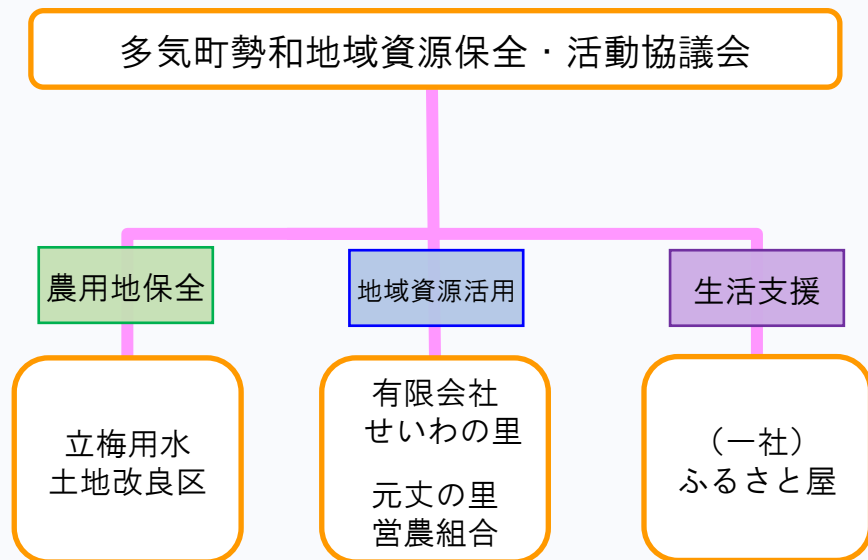 多気町勢和地域資源保全・活動協議会
農用地保全
地域資源活用
生活支援
立梅用水
土地改良区
有限会社
せいわの里
元丈の里
営農組合
（一社）
ふるさと屋